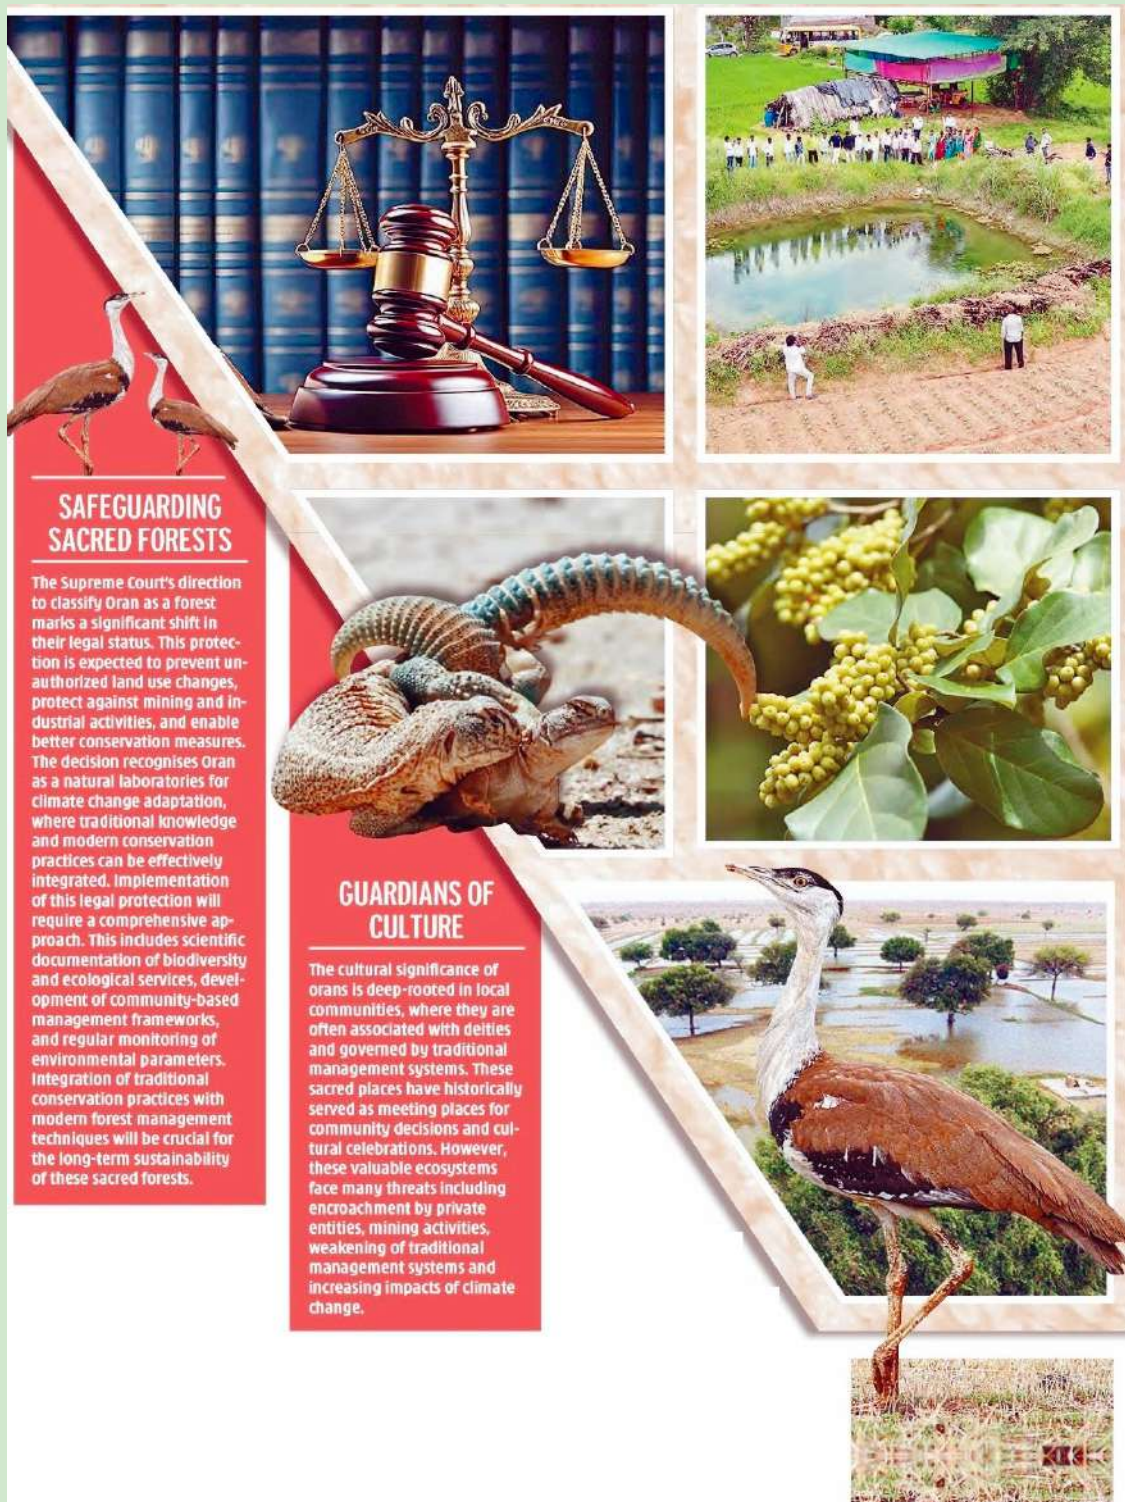 SAFEGUARDING
SACRED FORESTS
The Supreme Court's direction
to classify Oran as a forest
marks a significant shift in
their legal status. This protec-
tion is expected to prevent un-
authorized land use changes,
protect against mining and in-
dustrial activities, and enable
better conservation measures.
The decision recognises Oran
as a natural laboratories for
climate change adaptation,
where traditional knowledge
and modern conservation
practices can be effectively
integrated. Implementation
of this legal protection will
require a comprehensive ap-
proach. This includes scientific
documentation of biodiversity
and ecological services, devel-
opment of community-based
management frameworks,
and regular monitoring of
environmental parameters.
Integration of traditional
conservation practices with
modern forest management
techniques will be crucial for
the long-term sustainability
of these sacred forests.
GUARDIANS OF
CULTURE
The cultural significance of
orans is deep-rooted in local
communities, where they are
often associated with deities
and governed by traditional
management systems. These
sacred places have historically
served as meeting places for
community decisions and cul-
tural celebrations. However,
these valuable ecosystems
face many threats including
encroachment by private
entities, mining activities,
weakening of traditional
management systems and
increasing impacts of climate
change.